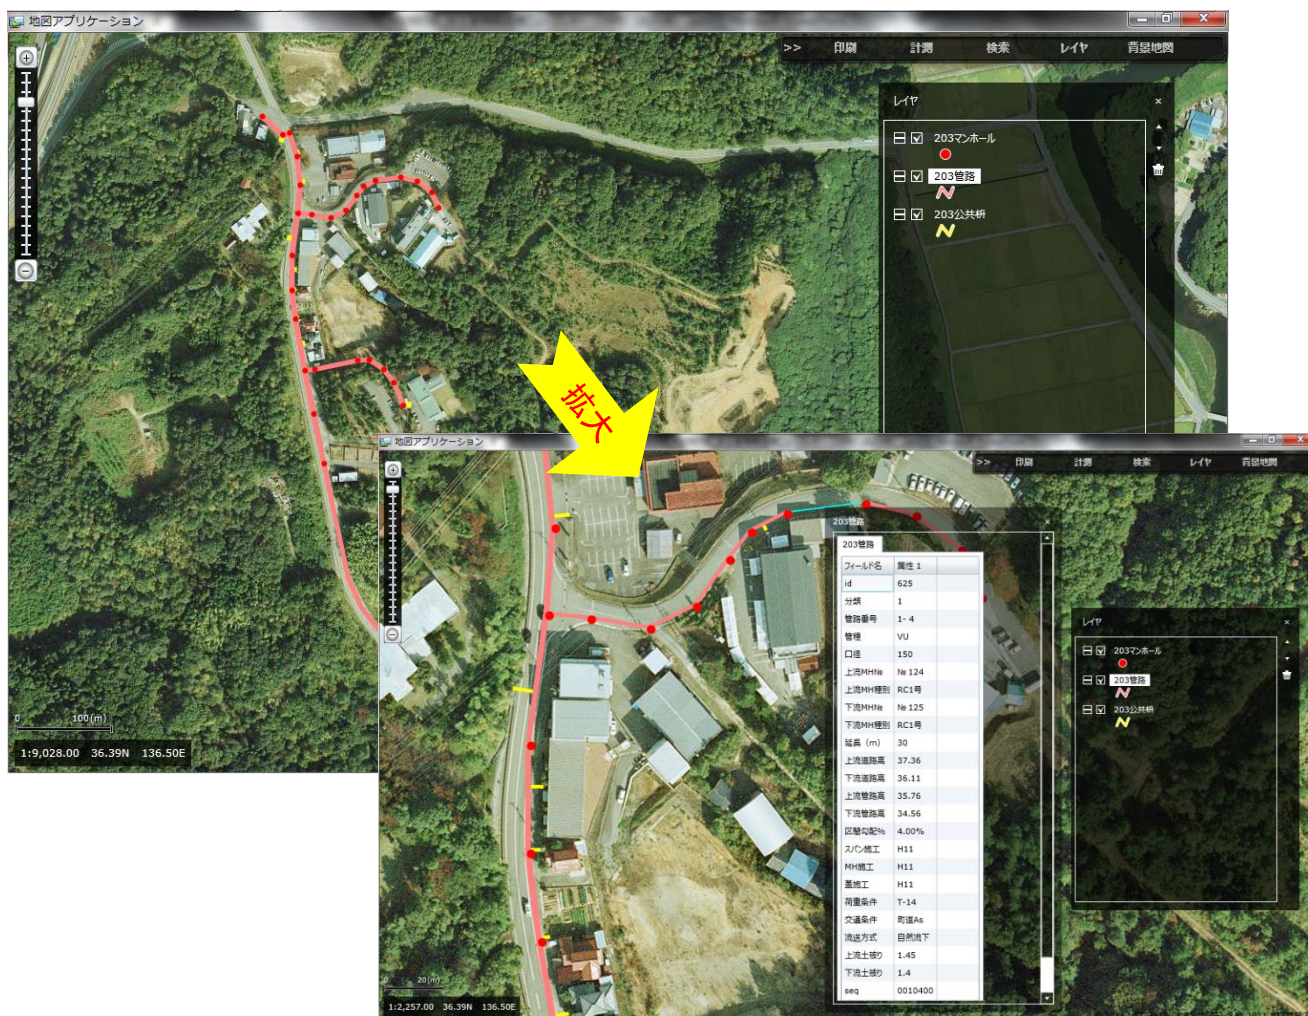 地図アプリケーション
>> 印刷 計測 検索 レイヤ 背景地図
レイヤ
203マンホール
203管路
203公共桝
0 100(m)
1:9,028.00 36.39N 136.50E
拡大
地図アプリケーション
>> 印刷 計測 検索 レイヤ 背景地図
203管路
203管路
フィールド名 属性 1
id 625
分類 1
管路番号 1- 4
管種 VU
口径 150
上流MH№ № 124
上流MH種別 RC1号
下流MH№ № 125
下流MH種別 RC1号
延長（m） 30
上流道路高 37.36
下流道路高 36.11
上流管路高 35.76
下流管路高 34.56
区間勾配% 4.00%
スパン施工 H11
MH施工 H11
蓋施工 H11
荷重条件 T-14
交通条件 町道As
流送方式 自然流下
上流土被り 1.45
下流土被り 1.4
seq 0010400
レイヤ
203マンホール
203管路
203公共桝
0 20(m)
1:2,257.00 36.39N 136.50E